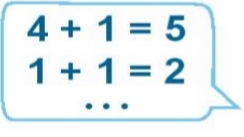 4 + 1 = 5
1 + 1 = 2
...